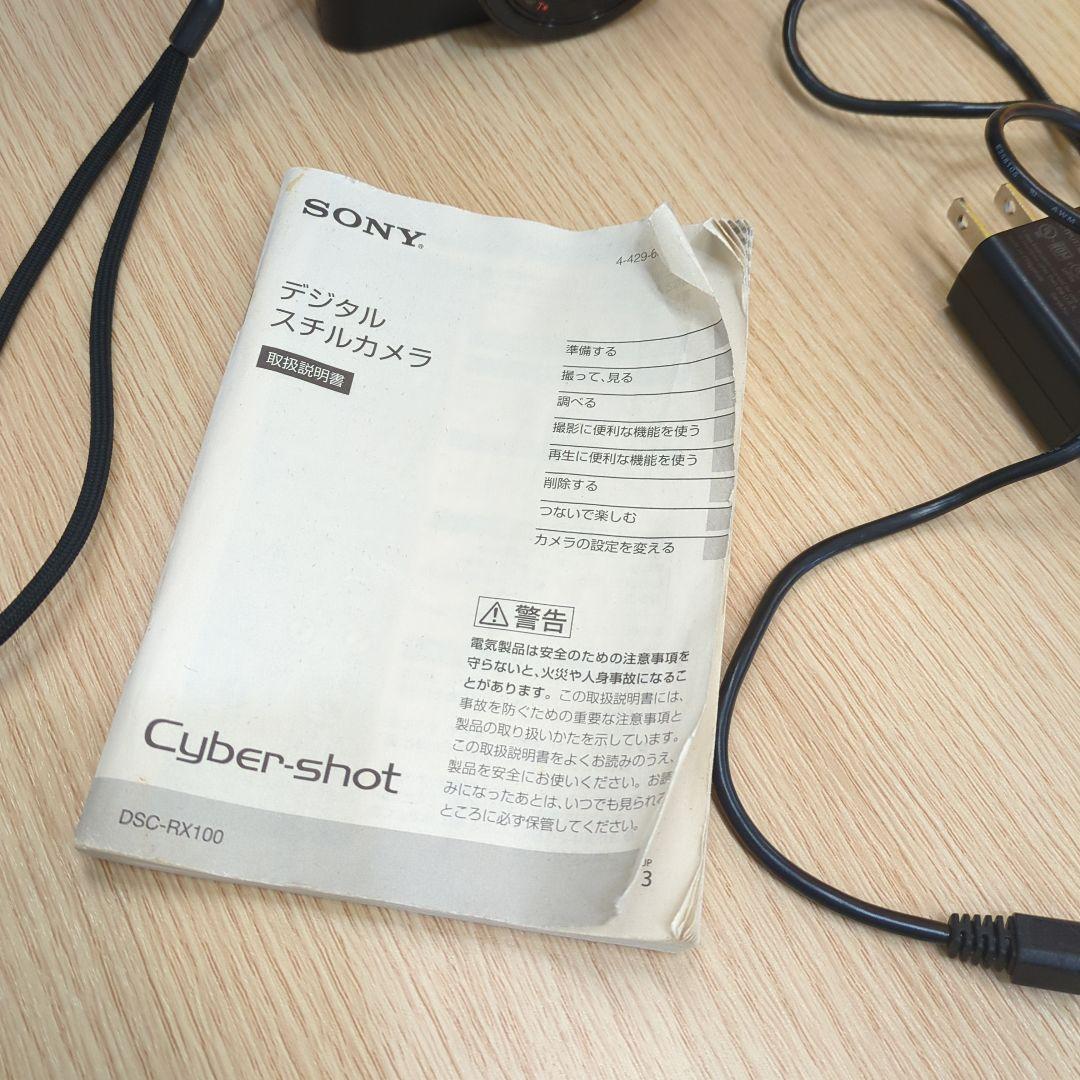 T*
SONY®
4-429-6
デジタル
スチルカメラ
取扱説明書
準備する
撮って、見る
調べる
撮影に便利な機能を使う
再生に便利な機能を使う
削除する
つないで楽しむ
カメラの設定を変える
⚠警告
電気製品は安全のための注意事項を
守らないと、火災や人身事故になるこ
とがあります。この取扱説明書には、
事故を防ぐための重要な注意事項と
製品の取り扱いかたを示しています。
この取扱説明書をよくお読みのうえ、
製品を安全にお使いください。お読
みになったあとは、いつでも見られ
ところに必ず保管してください。
Cyber-shot
DSC-RX100
JP
3
AWM